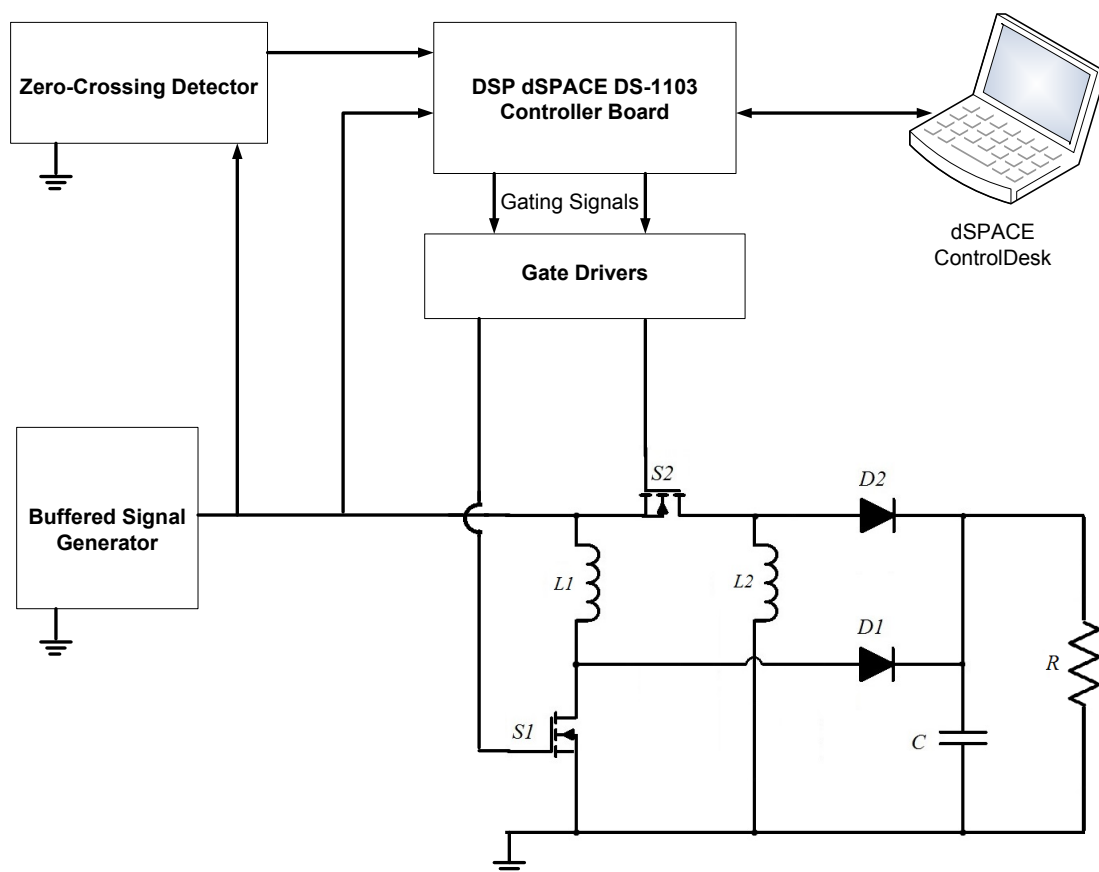 Zero-Crossing Detector
DSP dSPACE DS-1103
Controller Board
Gating Signals
dSPACE
ControlDesk
Gate Drivers
Buffered Signal
Generator
S2
D2
L1
L2
D1
R
S1
C